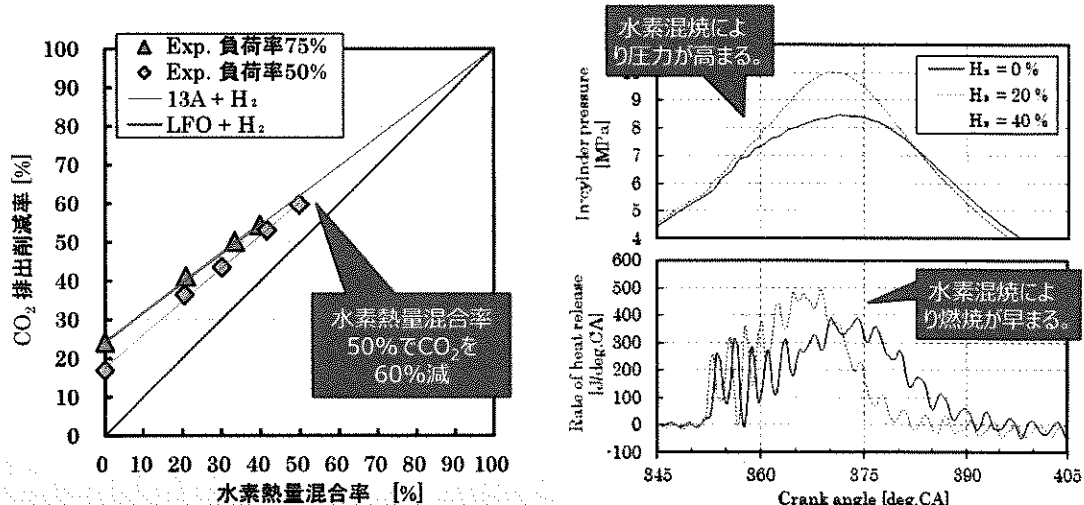 100
90
80
70
60
50
40
30
20
10
0
CO₂ 排出削減率 [%]
Exp. 負荷率75%
Exp. 負荷率50%
13A + H₂
LFO + H₂
水素熱量混合率
50%でCO₂を
60%減
0 10 20 30 40 50 60 70 80 90 100
水素熱量混合率 [%]
水素混焼によ
り圧力が高まる。
In-cylinder pressure
[MPa]
10
9
8
7
6
5
4
H₂ = 0 %
H₂ = 20 %
H₂ = 40 %
Rate of heat release
[J/deg.CA]
600
500
400
300
200
100
0
-100
水素混焼によ
り燃焼が早まる。
345 360 375 390 405
Crank angle [deg.CA]